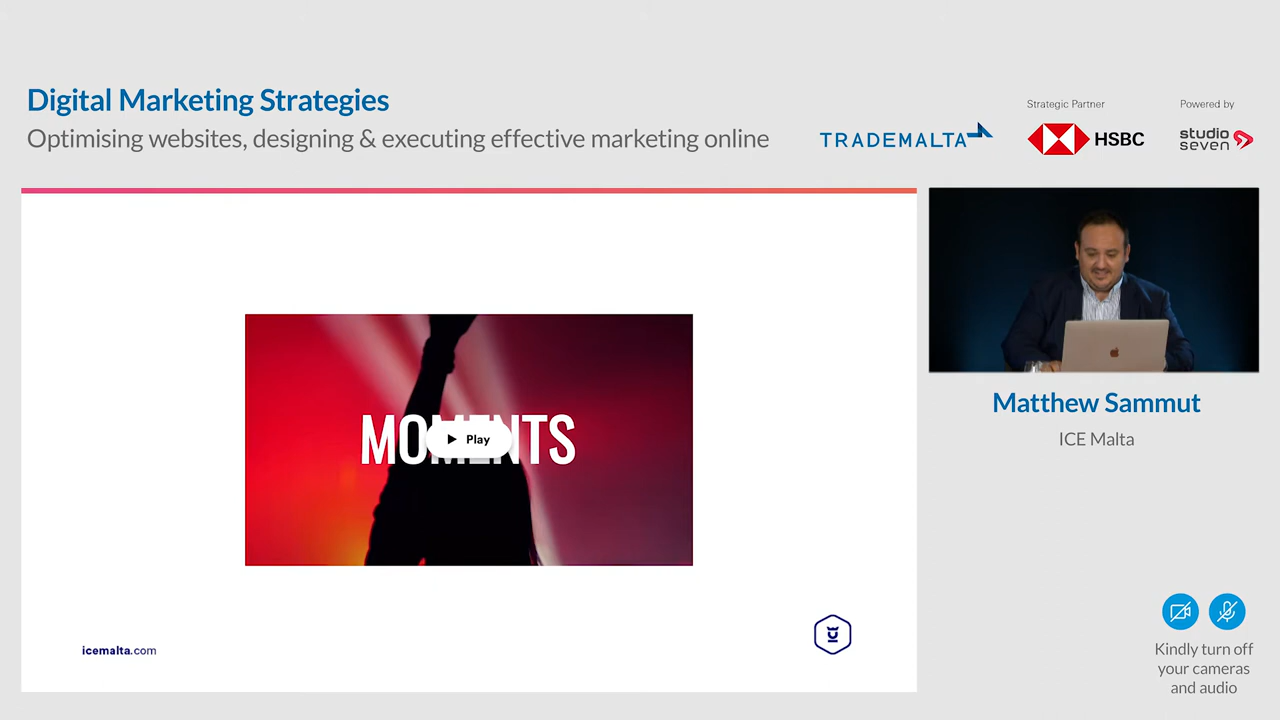 Digital Marketing Strategies
Optimising websites, designing & executing effective marketing online
TRADEMALTA
Strategic Partner
HSBC
Powered by
studio
seven
MOMENTS
Play
icemalta.com
Matthew Sammut
ICE Malta
Kindly turn off
your cameras
and audio